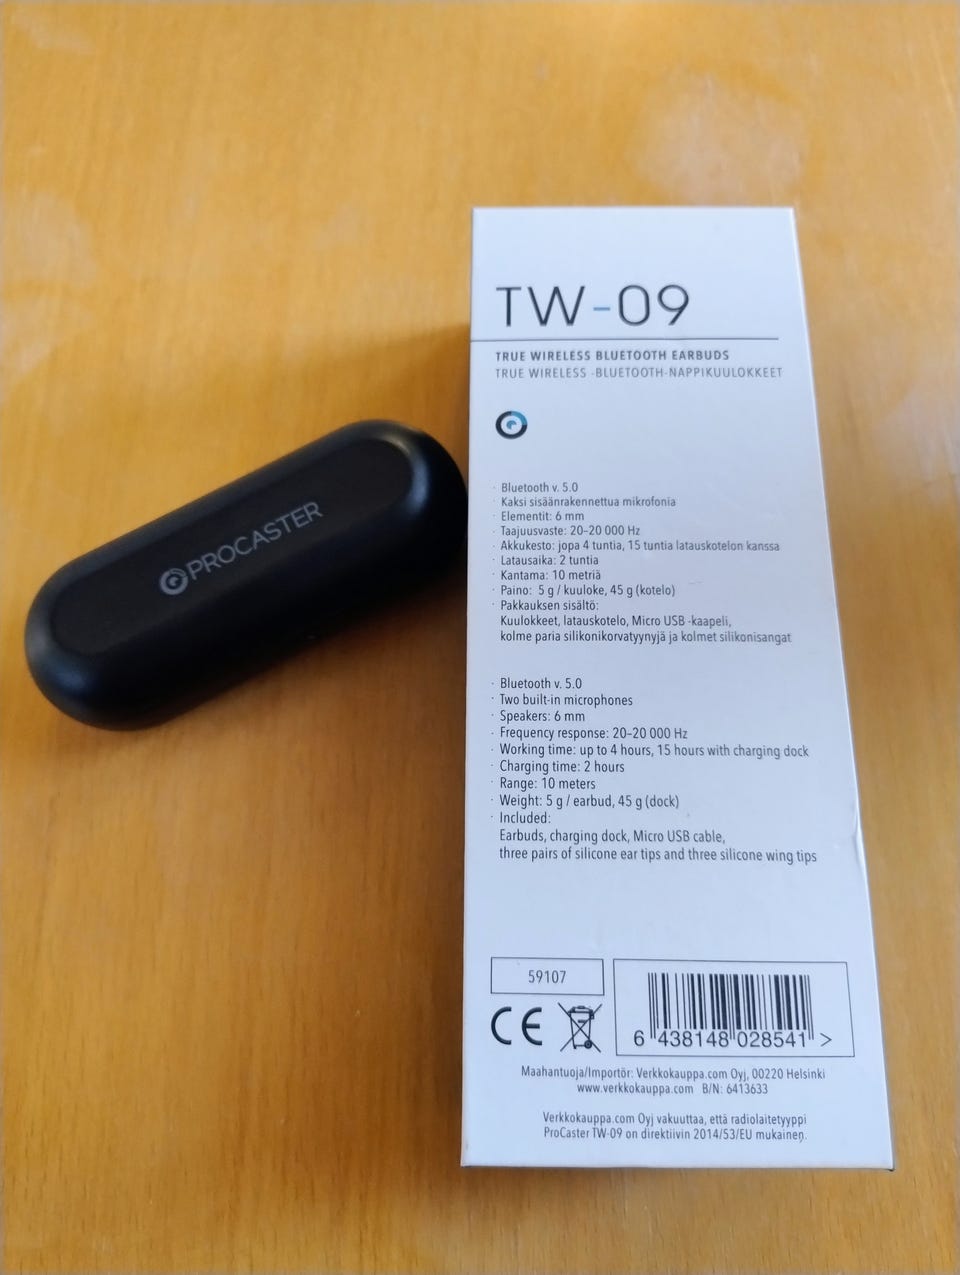 PROCASTER
TW-09
TRUE WIRELESS BLUETOOTH EARBUDS
TRUE WIRELESS -BLUETOOTH-NAPPIKUULOKKEET
· Bluetooth v. 5.0
· Kaksi sisäänrakennettua mikrofonia
· Elementit: 6 mm
· Taajuusvaste: 20–20 000 Hz
· Akkukesto: jopa 4 tuntia, 15 tuntia latauskotelon kanssa
· Latausaika: 2 tuntia
· Kantama: 10 metriä
· Paino: 5 g / kuuloke, 45 g (kotelo)
· Pakkauksen sisältö:
Kuulokkeet, latauskotelo, Micro USB -kaapeli,
kolme paria silikonikorvatyynyjä ja kolmet silikonisangat
· Bluetooth v. 5.0
· Two built-in microphones
· Speakers: 6 mm
· Frequency response: 20–20 000 Hz
· Working time: up to 4 hours, 15 hours with charging dock
· Charging time: 2 hours
· Range: 10 meters
· Weight: 5 g / earbud, 45 g (dock)
· Included:
Earbuds, charging dock, Micro USB cable,
three pairs of silicone ear tips and three silicone wing tips
59107
CE
6 438148 028541 >
Maahantuoja/Importör: Verkkokauppa.com Oyj, 00220 Helsinki
www.verkkokauppa.com B/N: 6413633
Verkkokauppa.com Oyj vakuuttaa, että radiolaitetyyppi
ProCaster TW-09 on direktiivin 2014/53/EU mukainen.